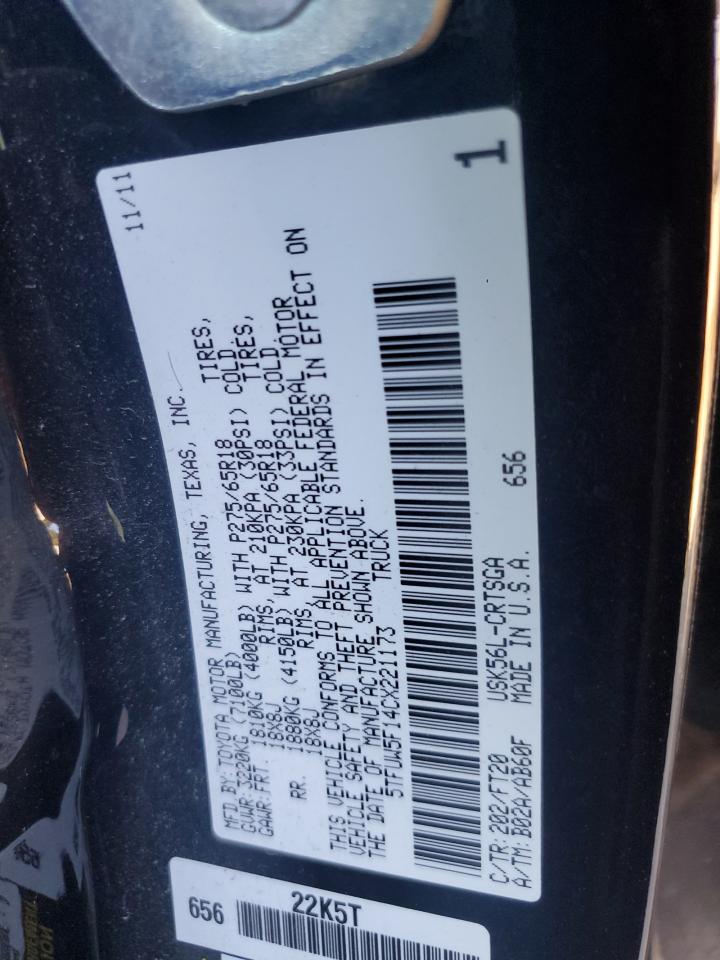 11/11
MFD.BY:TOYOTA MOTOR MANUFACTURING, TEXAS, INC.
GVWR:3220KG (7100LB)
GAWR:FRT 1810KG (4000LB) WITH P275/65R18 TIRES,
18X8J RIMS, AT 210KPA (30PSI) COLD.
RR. 1880KG (4150LB) WITH P275/65R18 TIRES,
18X8J RIMS, AT 230KPA (33PSI) COLD.
THIS VEHICLE CONFORMS TO ALL APPLICABLE FEDERAL MOTOR
VEHICLE SAFETY AND THEFT PREVENTION STANDARDS IN EFFECT ON
THE DATE OF MANUFACTURE SHOWN ABOVE.
5TFUW5F14CX221173 TRUCK
1
C/TR:202/FT20 USK56L-CRTSGA 656
A/TM:B02A/AB60F MADE IN U.S.A.
656 22K5T